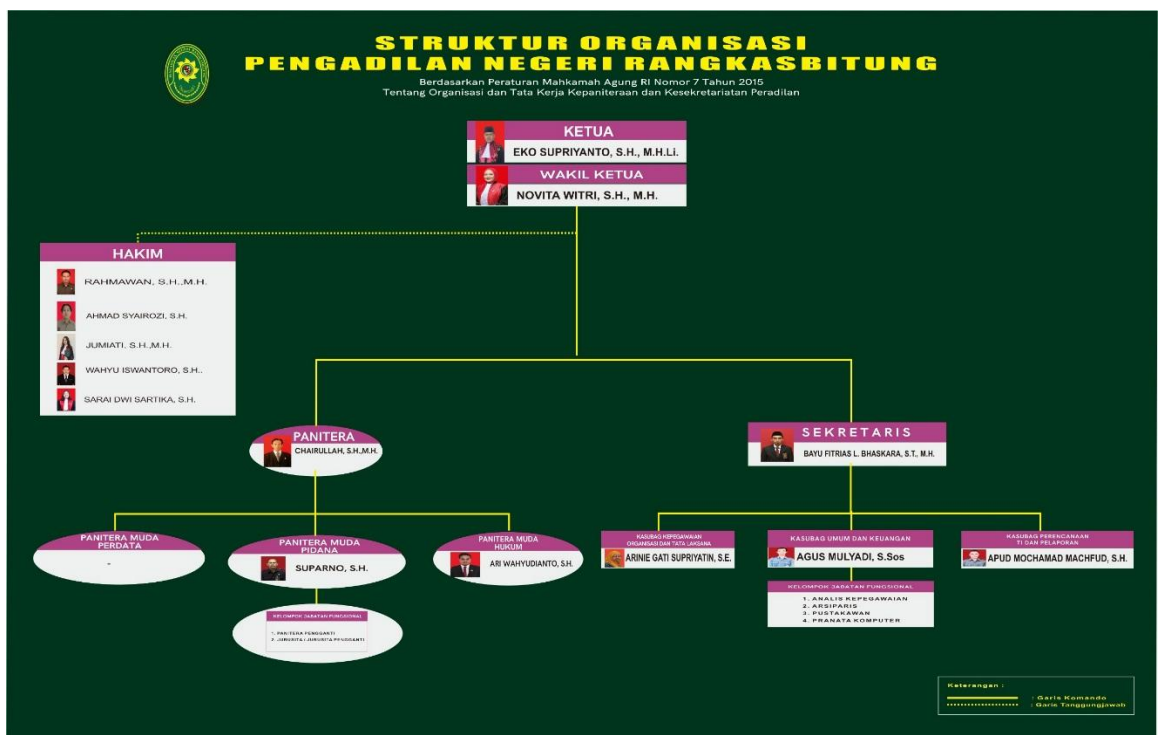 STRUKTUR ORGANISASI
PENGADILAN NEGERI RANGKASBITUNG
Berdasarkan Peraturan Mahkamah Agung RI Nomor 7 Tahun 2015
Tentang Organisasi dan Tata Kerja Kepaniteraan dan Kesekretariatan Peradilan
KETUA
EKO SUPRIYANTO, S.H., M.H.Li.
WAKIL KETUA
NOVITA WITRI, S.H., M.H.
HAKIM
RAHMAWAN, S.H.,M.H.
AHMAD SYAIROZI, S.H.
JUMIATI, S.H.,M.H.
WAHYU ISWANTORO, S.H..
SARAI DWI SARTIKA, S.H.
PANITERA
CHAIRULLAH, S.H.,M.H.
SEKRETARIS
BAYU FITRIAS L. BHASKARA, S.T., M.H.
PANITERA MUDA
PERDATA
-
PANITERA MUDA
PIDANA
SUPARNO, S.H.
PANITERA MUDA
HUKUM
ARI WAHYUDIANTO, S.H.
KELOMPOK JABATAN FUNGSIONAL
1. PANITERA PENGGANTI
2. JURUSITA / JURUSITA PENGGANTI
KASUBAG KEPEGAWAIAN
ORGANISASI DAN TATA LAKSANA
ARINIE GATI SUPRIYATIN, S.E.
KASUBAG UMUM DAN KEUANGAN
AGUS MULYADI, S.Sos
KELOMPOK JABATAN FUNGSIONAL
1. ANALIS KEPEGAWAIAN
2. ARSIPARIS
3. PUSTAKAWAN
4. PRANATA KOMPUTER
KASUBAG PERENCANAAN
TI DAN PELAPORAN
APUD MOCHAMAD MACHFUD, S.H.
Keterangan :
: Garis Komando
: Garis Tanggungjawab